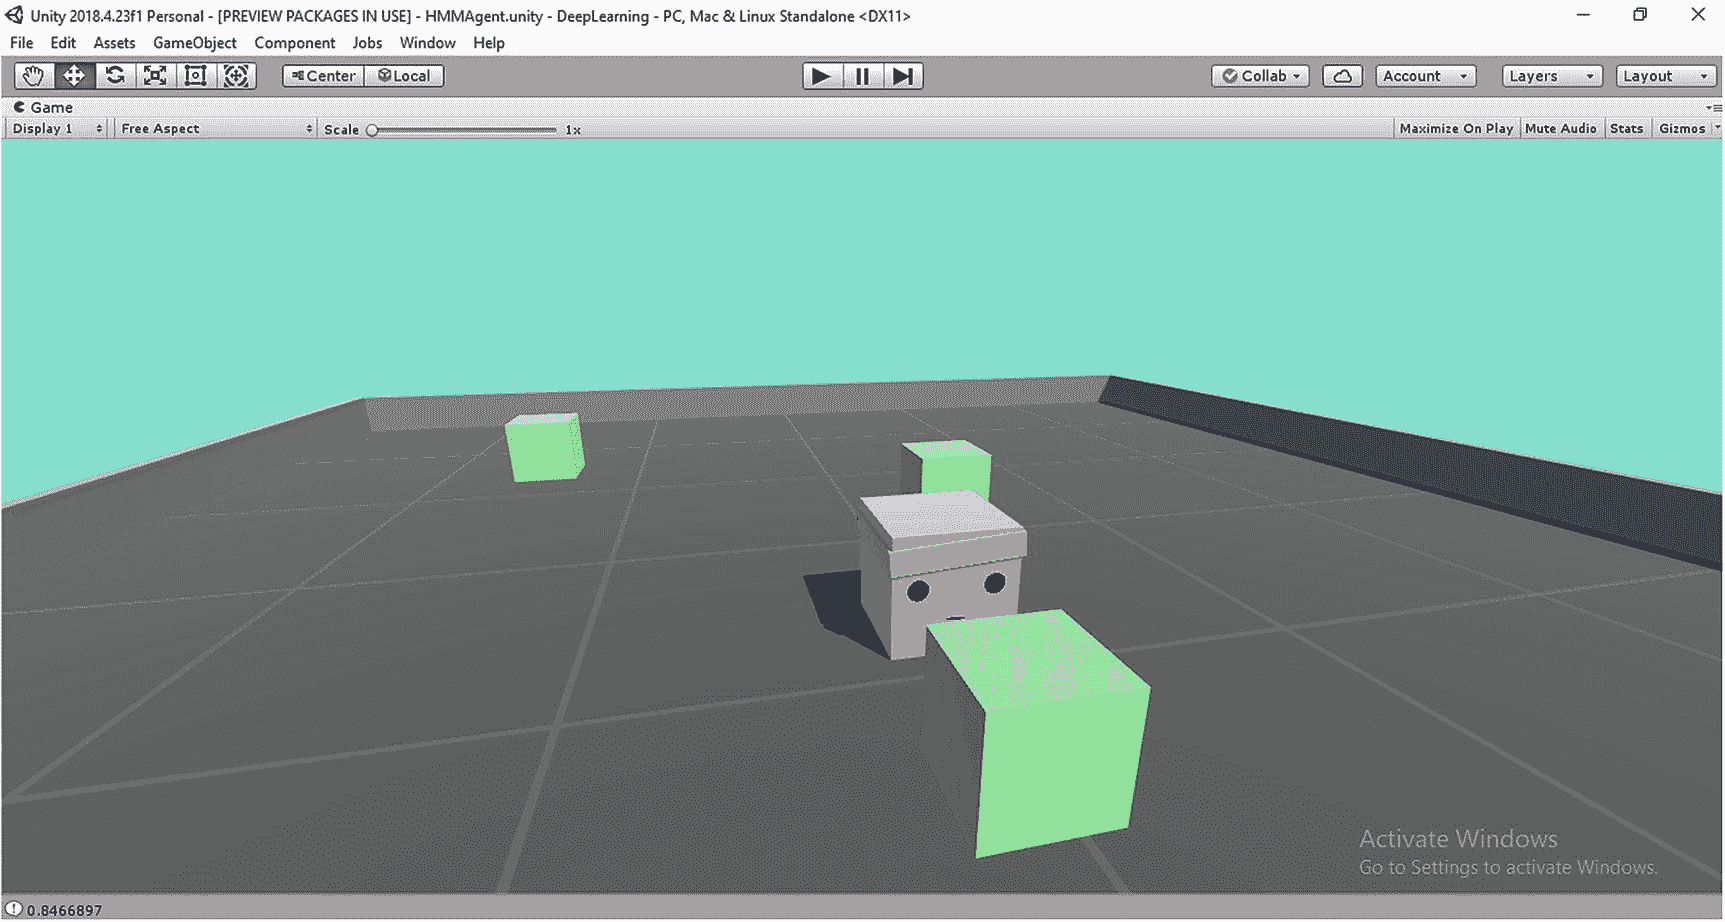 Unity 2018.4.23f1 Personal - [PREVIEW PACKAGES IN USE] - HMMAgent.unity - DeepLearning - PC, Mac & Linux Standalone <DX11>
File Edit Assets GameObject Component Jobs Window Help
Center Local Collab Account Layers Layout
Game
Display 1 Free Aspect Scale 1x Maximize On Play Mute Audio Stats Gizmos
Activate Windows
Go to Settings to activate Windows.
0.8466897